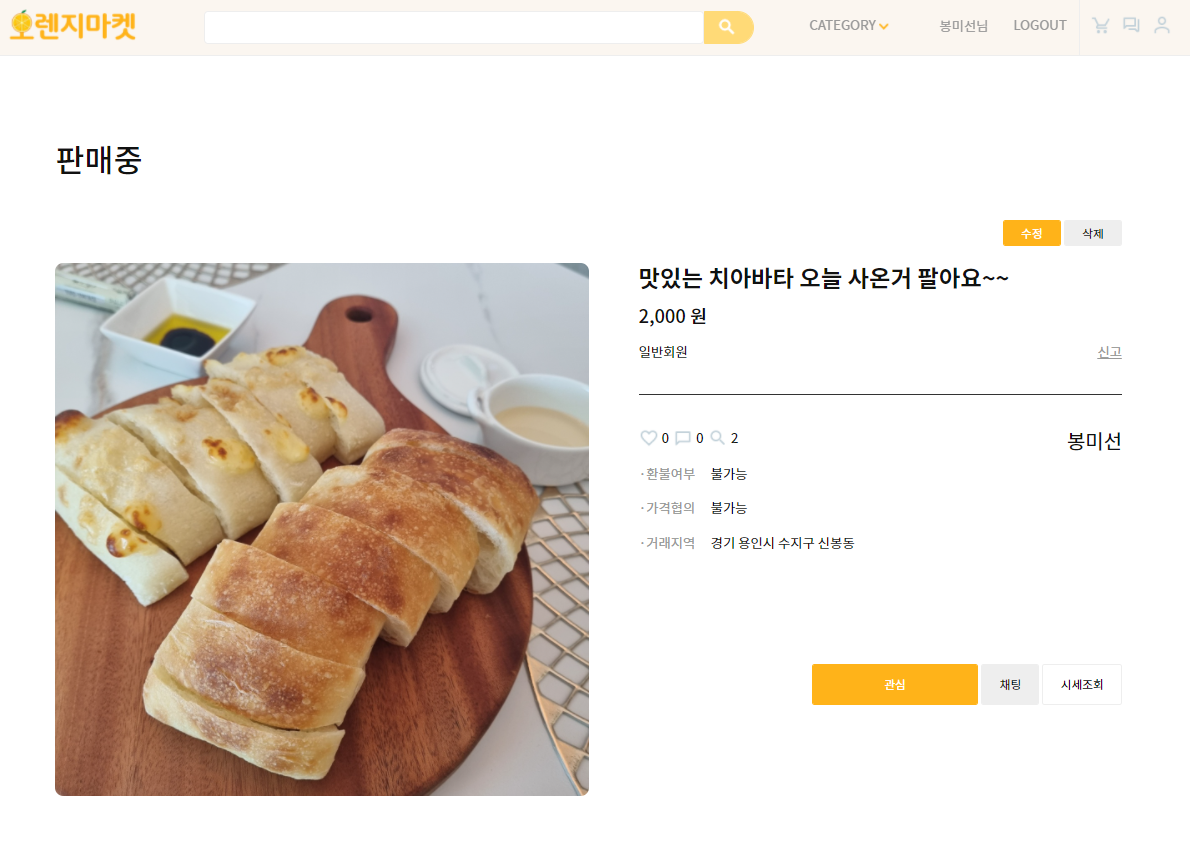 오렌지마켓
CATEGORY
봉미선님
LOGOUT
판매중
수정
삭제
맛있는 치아바타 오늘 사온거 팔아요~~
2,000 원
일반회원
신고
0 0 2
봉미선
·환불여부 불가능
·가격협의 불가능
·거래지역 경기 용인시 수지구 신봉동
관심
채팅
시세조회